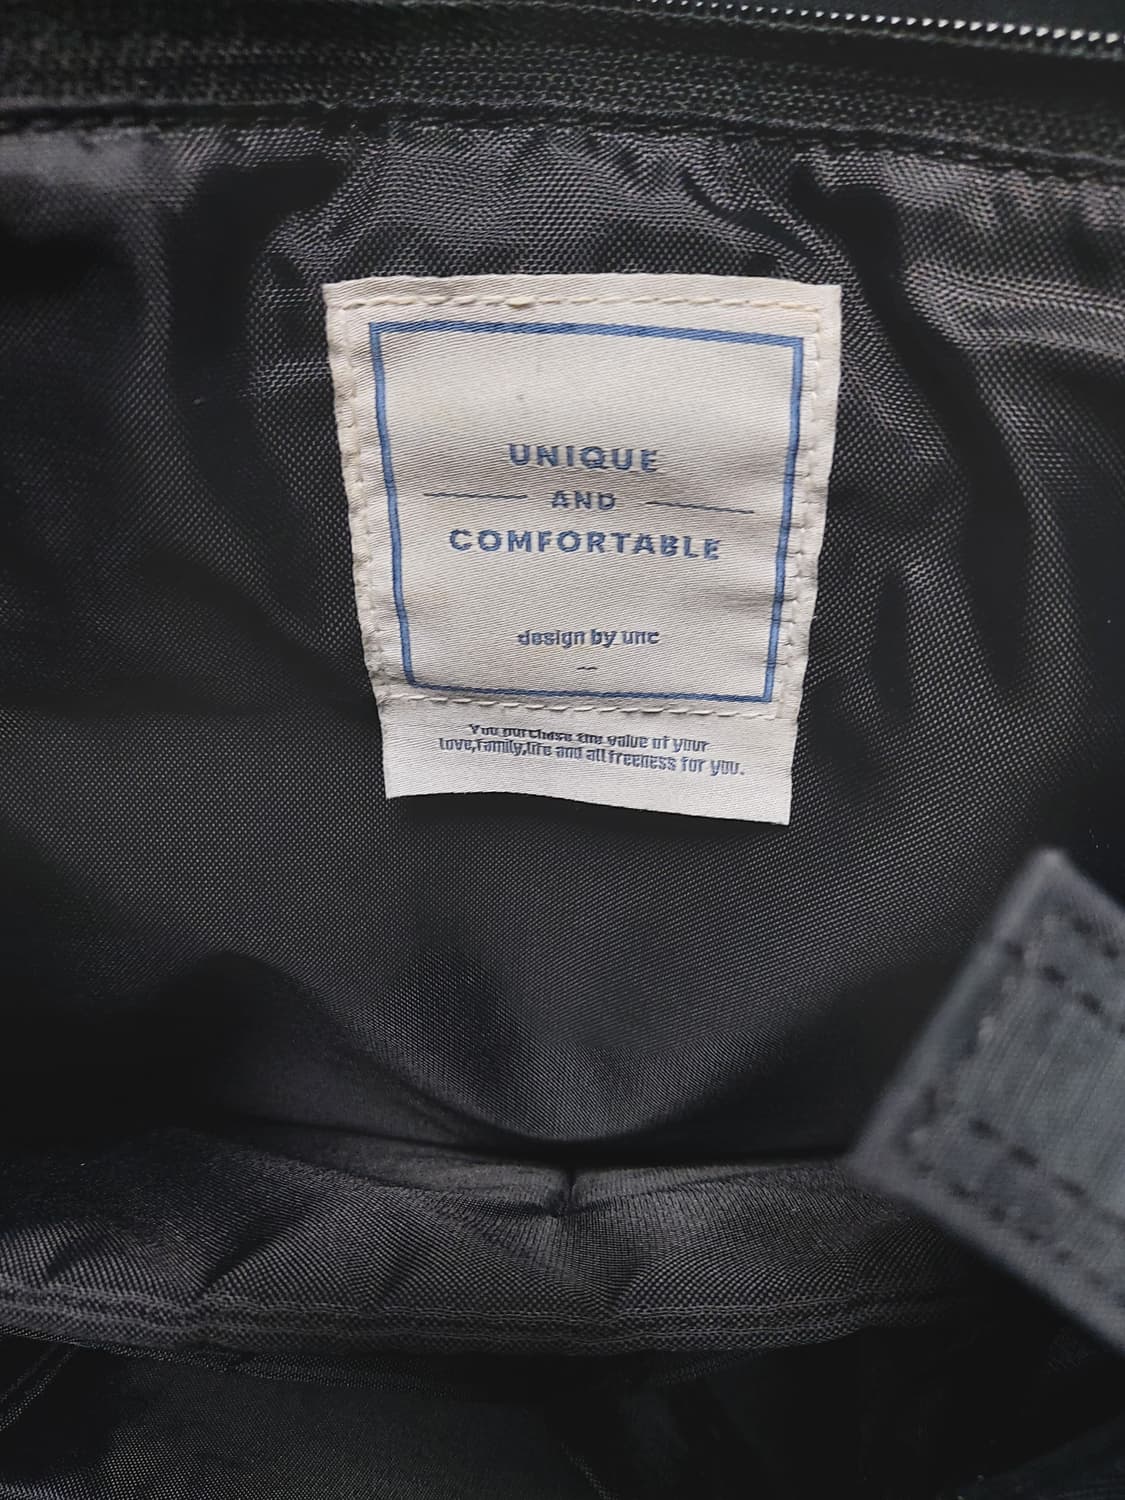 UNIQUE
AND
COMFORTABLE
design by une
You purchase the value of your
love,family,life and all freeness for you.